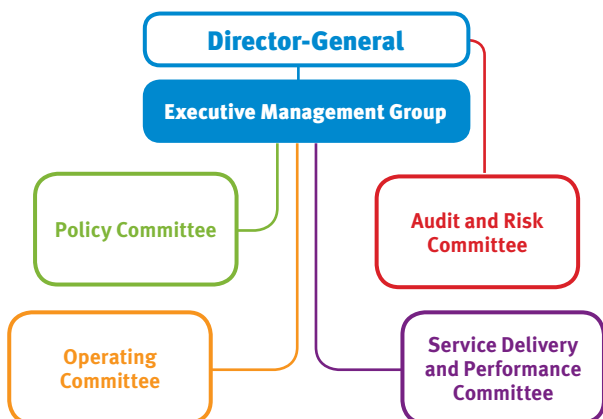 Director-General
Executive Management Group
Policy Committee
Audit and Risk
Committee
Operating
Committee
Service Delivery
and Performance
Committee